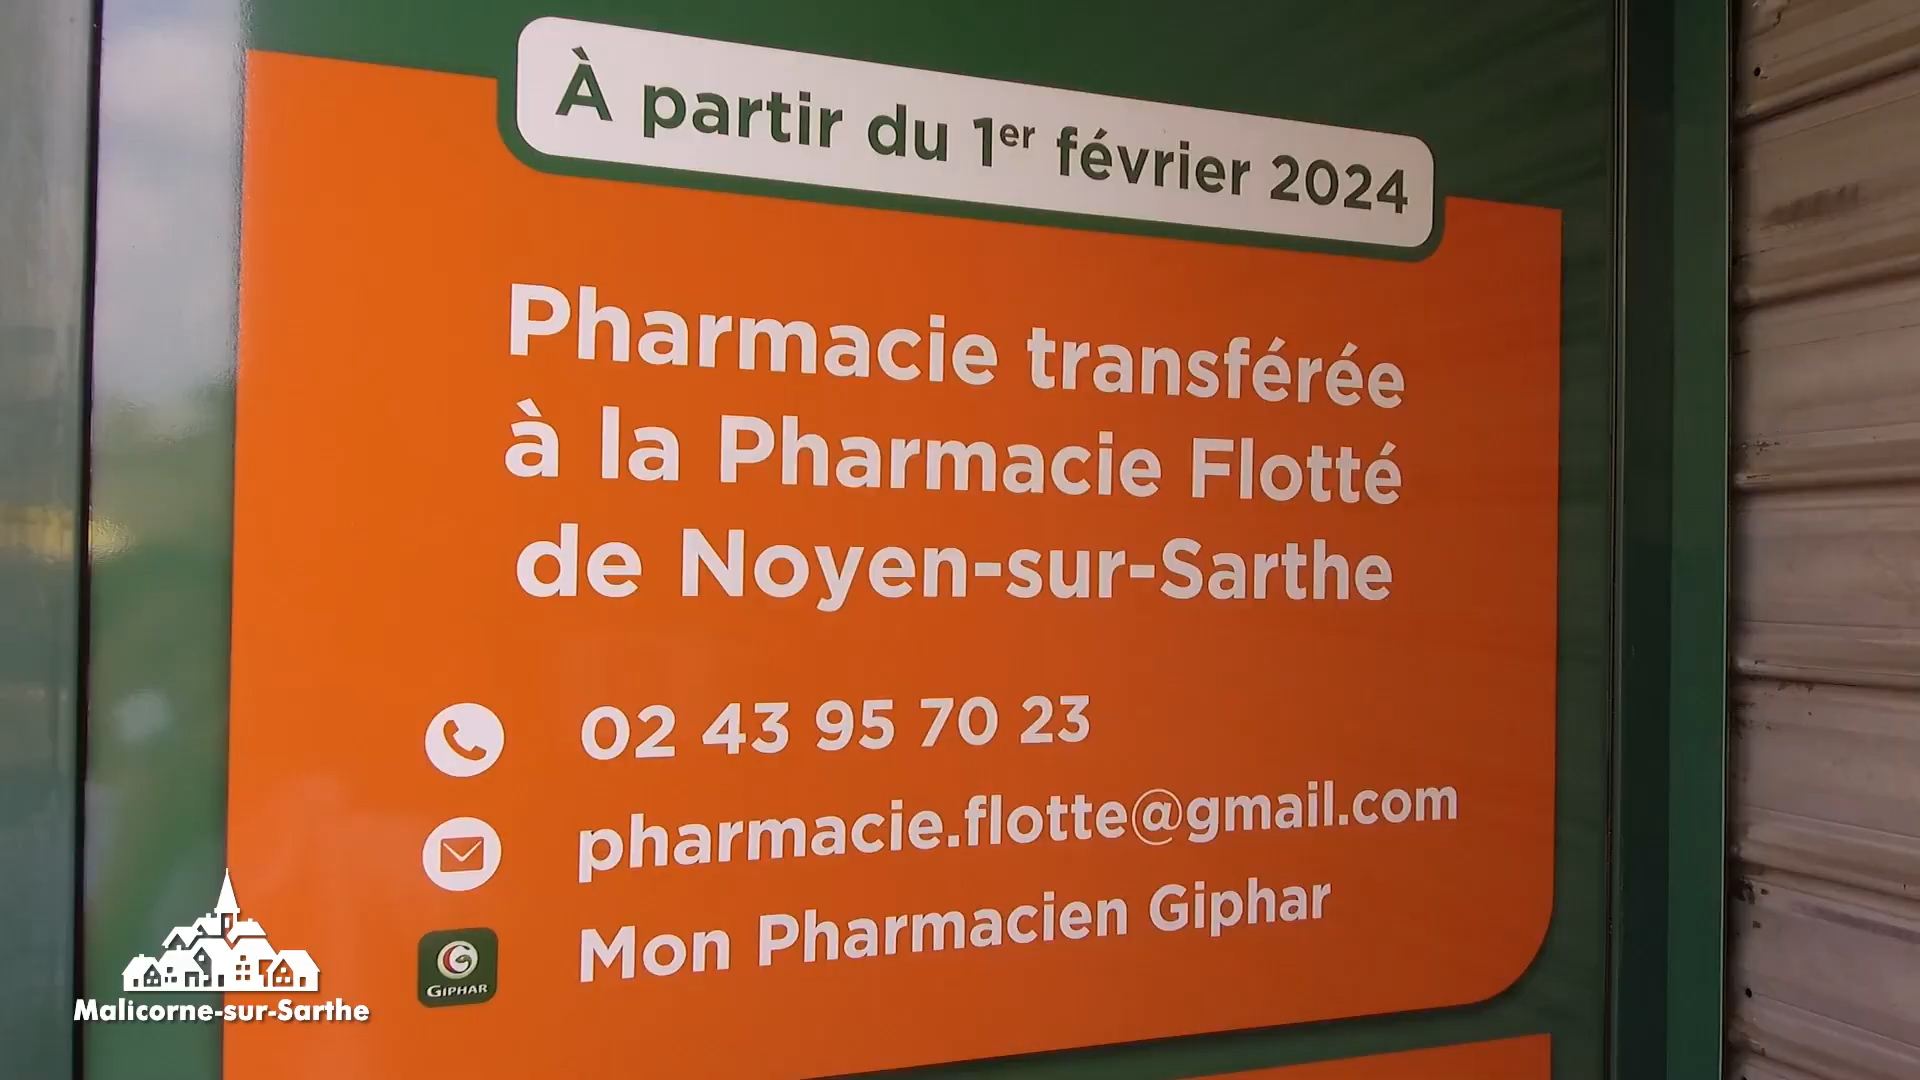 À partir du 1er février 2024
Pharmacie transférée
à la Pharmacie Flotté
de Noyen-sur-Sarthe
02 43 95 70 23
pharmacie.flotte@gmail.com
Mon Pharmacien Giphar
GIPHAR
Malicorne-sur-Sarthe